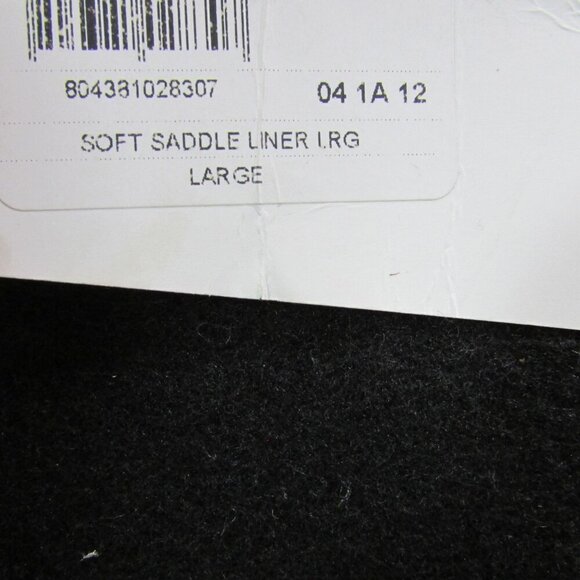 804381028307 04 1A 12
SOFT SADDLE LINER LRG
LARGE